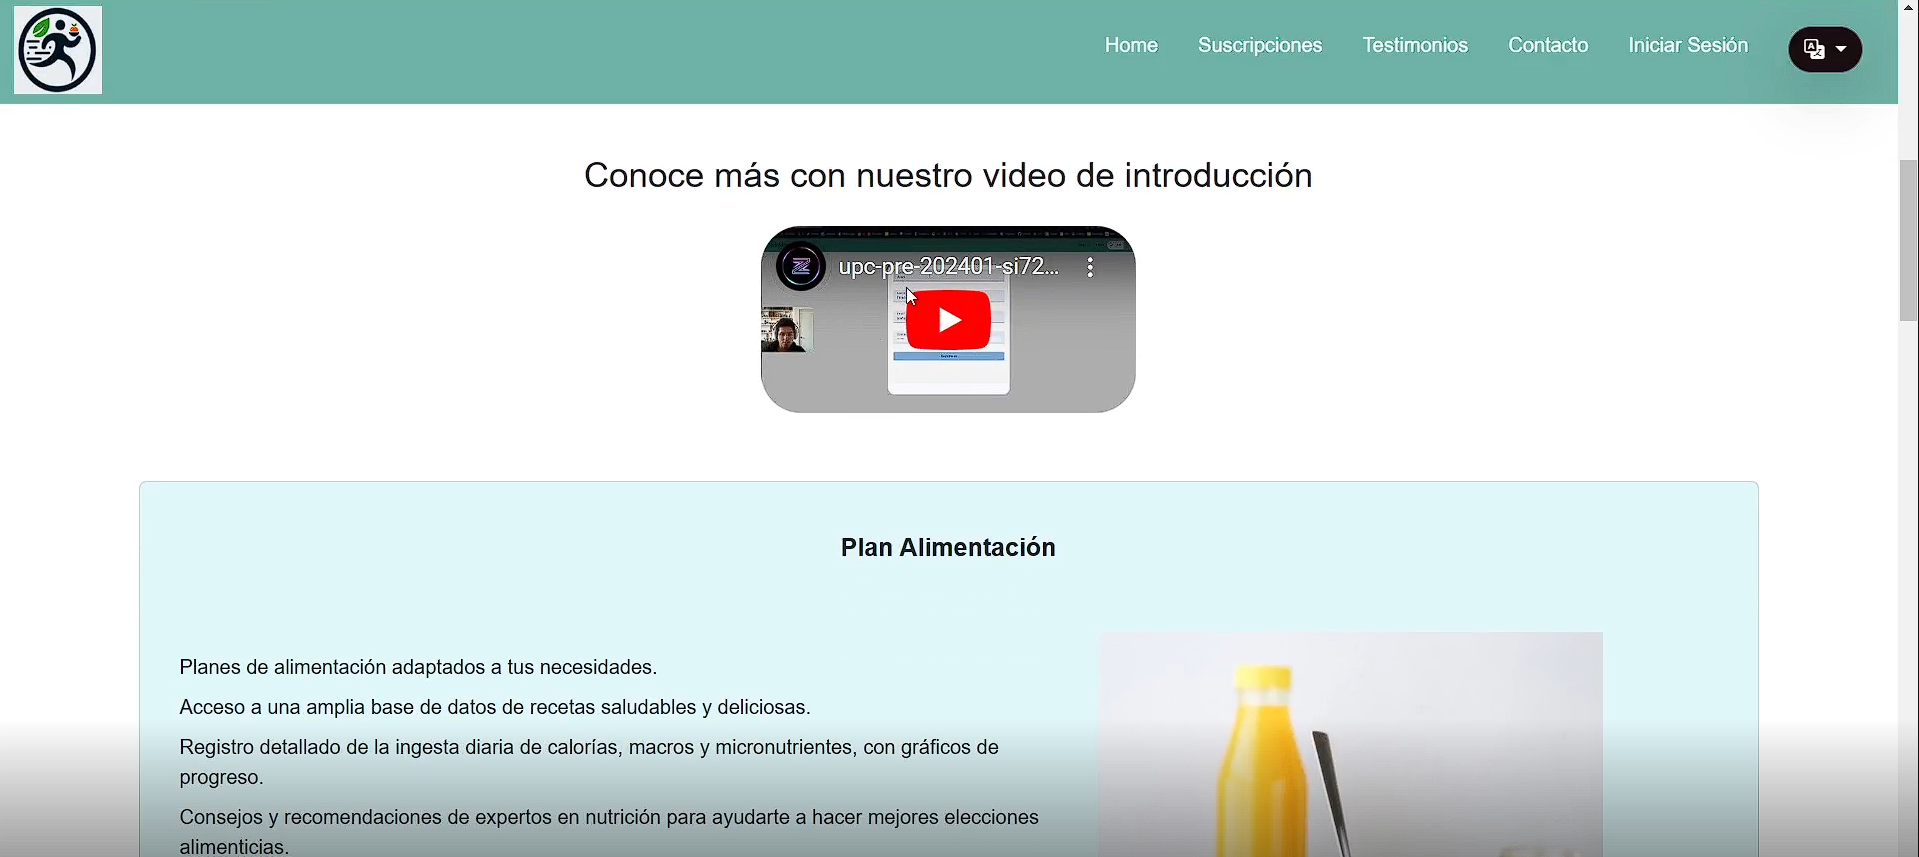 Home Suscripciones Testimonios Contacto Iniciar Sesión
Conoce más con nuestro video de introducción
upc-pre-202401-si72...
Plan Alimentación
Planes de alimentación adaptados a tus necesidades.
Acceso a una amplia base de datos de recetas saludables y deliciosas.
Registro detallado de la ingesta diaria de calorías, macros y micronutrientes, con gráficos de
progreso.
Consejos y recomendaciones de expertos en nutrición para ayudarte a hacer mejores elecciones
alimenticias.